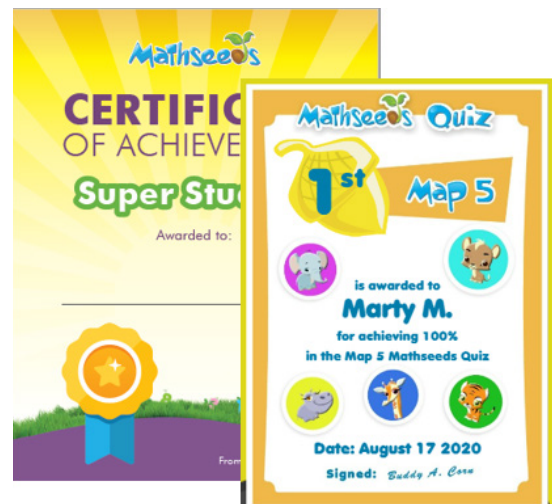 Mathseeds
CERTIFIC
OF ACHIEVE
Super Stu
Awarded to:
From
Mathseeds Quiz
1st
Map 5
is awarded to
Marty M.
for achieving 100%
in the Map 5 Mathseeds Quiz
Date: August 17 2020
Signed: Buddy A. Corn